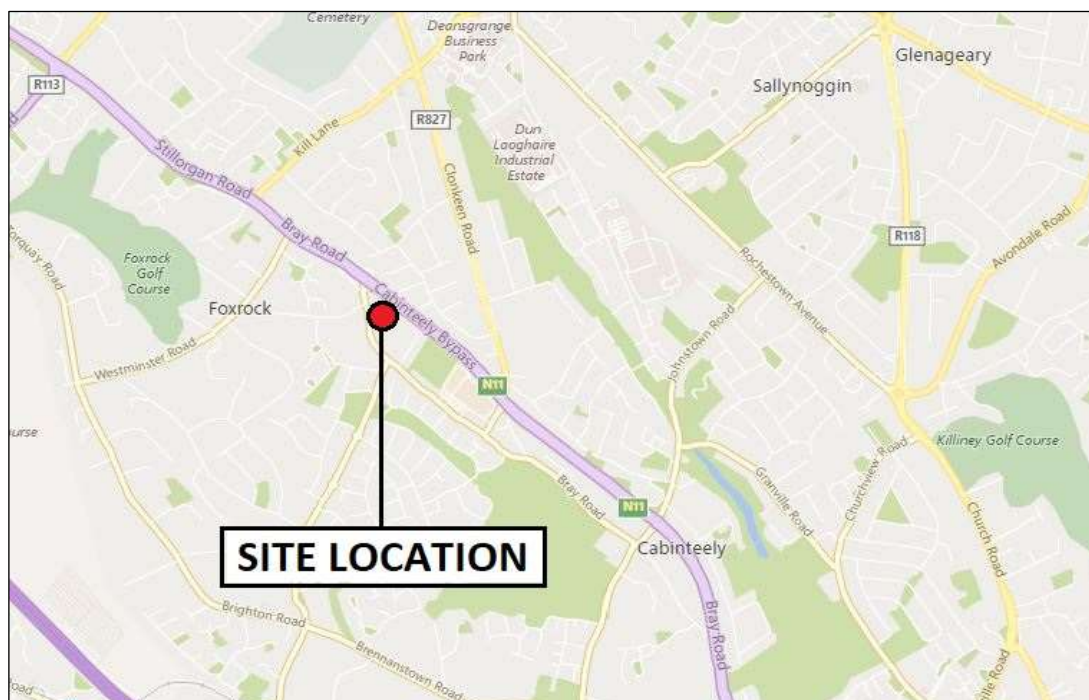 Cemetery
Deansgrange
Business
Park
Glenageary
R113
Sallynoggin
R827
Kill Lane
Dun
Laoghaire
Industrial
Estate
Stillorgan Road
Clonkeen Road
Bray Road
R118
Avondale Road
Torquay Road
Foxrock
Golf
Course
Rochestown Avenue
Foxrock
Cabinteely Bypass
Johnstown Road
Westminster Road
N11
Killiney Golf Course
Churchview Road
Granville Road
Bray Road
N11
Church Road
SITE LOCATION
Cabinteely
Brighton Road
Bray Road
Brennanstown Road